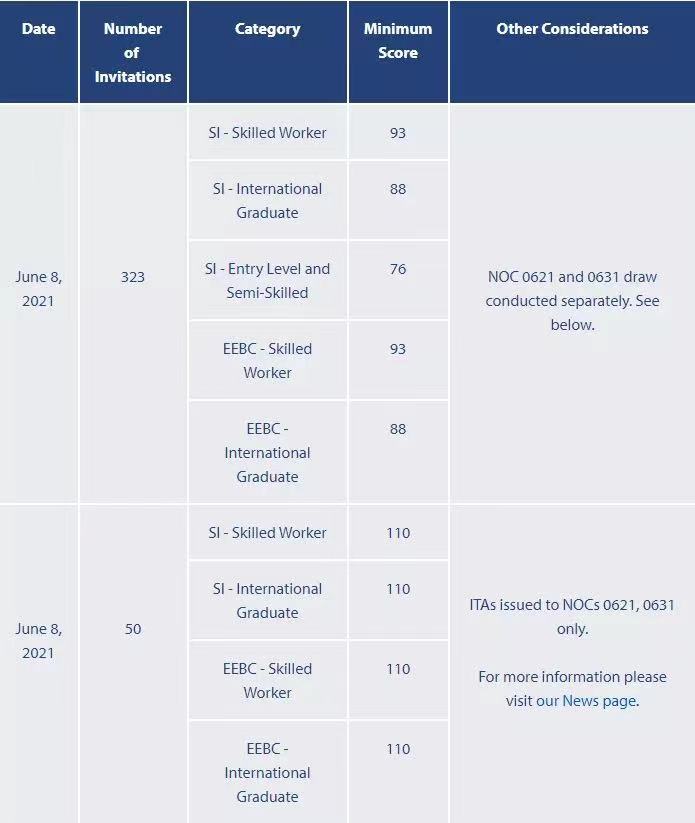 Date
Number
of
Invitations
Category
Minimum
Score
Other Considerations
June 8,
2021
323
SI - Skilled Worker
93
SI - International
Graduate
88
SI - Entry Level and
Semi-Skilled
76
EEBC - Skilled
Worker
93
EEBC -
International
Graduate
88
NOC 0621 and 0631 draw
conducted separately. See
below.
June 8,
2021
50
SI - Skilled Worker
110
SI - International
Graduate
110
EEBC - Skilled
Worker
110
EEBC -
International
Graduate
110
ITAs issued to NOCs 0621, 0631
only.
For more information please
visit our News page.